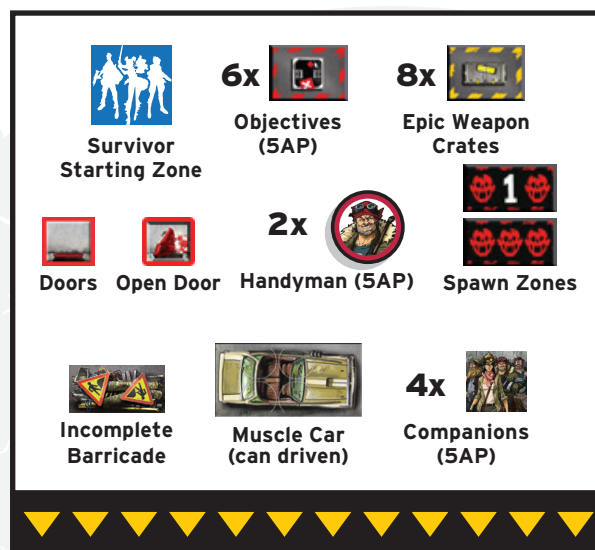 6x
8x
Survivor
Starting Zone
Objectives
(5AP)
Epic Weapon
Crates
1
2x
Doors
Open Door
Handyman (5AP)
Spawn Zones
4x
Incomplete
Barricade
Muscle Car
(can driven)
Companions
(5AP)